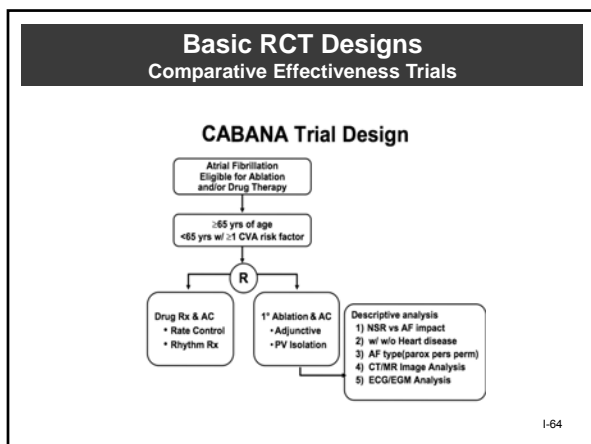 Basic RCT Designs
Comparative Effectiveness Trials
CABANA Trial Design
Atrial Fibrillation
Eligible for Ablation
and/or Drug Therapy
≥65 yrs of age
<65 yrs w/ ≥1 CVA risk factor
R
Drug Rx & AC
• Rate Control
• Rhythm Rx
1° Ablation & AC
•Adjunctive
•PV Isolation
Descriptive analysis
1) NSR vs AF impact
2) w/ w/o Heart disease
3) AF type(parox pers perm)
4) CT/MR Image Analysis
5) ECG/EGM Analysis
I-64